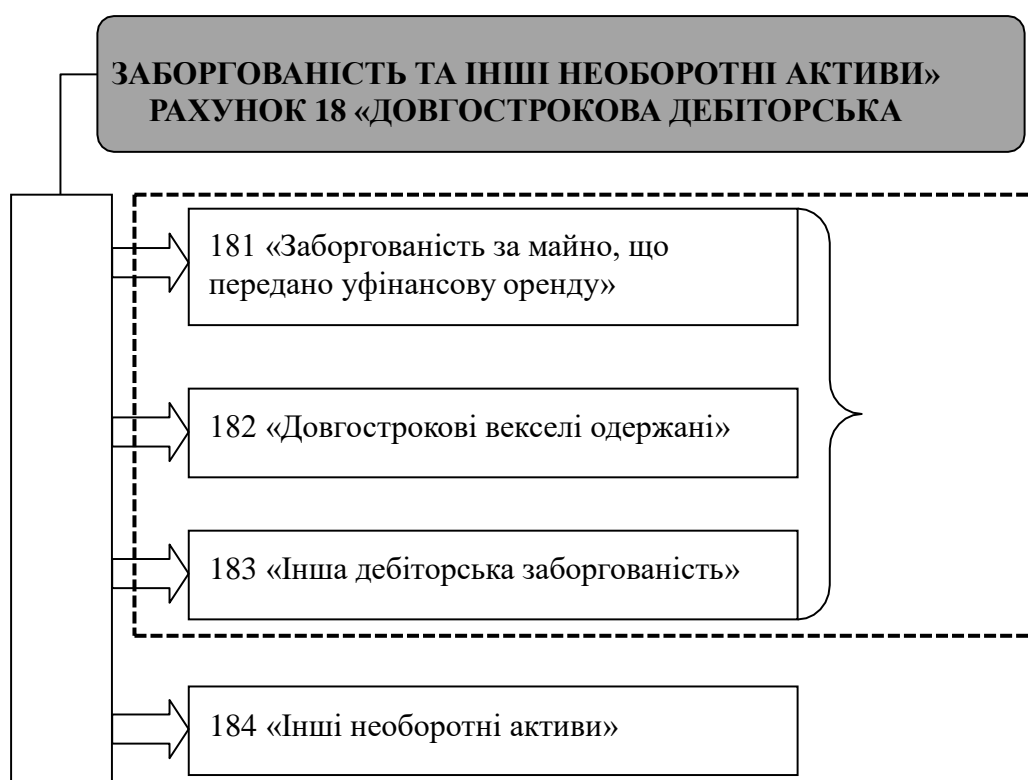 ЗАБОРГОВАНІСТЬ ТА ІНШІ НЕОБОРОТНІ АКТИВИ»
РАХУНОК 18 «ДОВГОСТРОКОВА ДЕБІТОРСЬКА
181 «Заборгованість за майно, що
передано уфінансову оренду»
182 «Довгострокові векселі одержані»
183 «Інша дебіторська заборгованість»
184 «Інші необоротні активи»